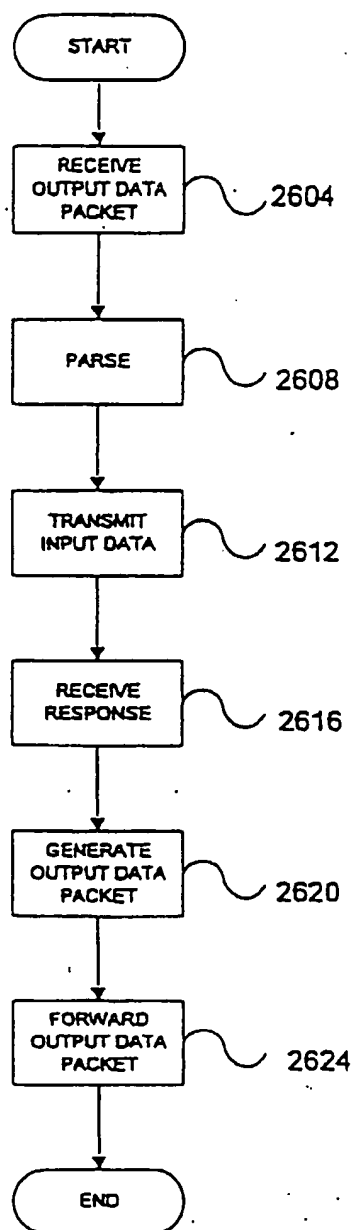 START
RECEIVE
OUTPUT DATA
PACKET
2604
PARSE
2608
TRANSMIT
INPUT DATA
2612
RECEIVE
RESPONSE
2616
GENERATE
OUTPUT DATA
PACKET
2620
FORWARD
OUTPUT DATA
PACKET
2624
END